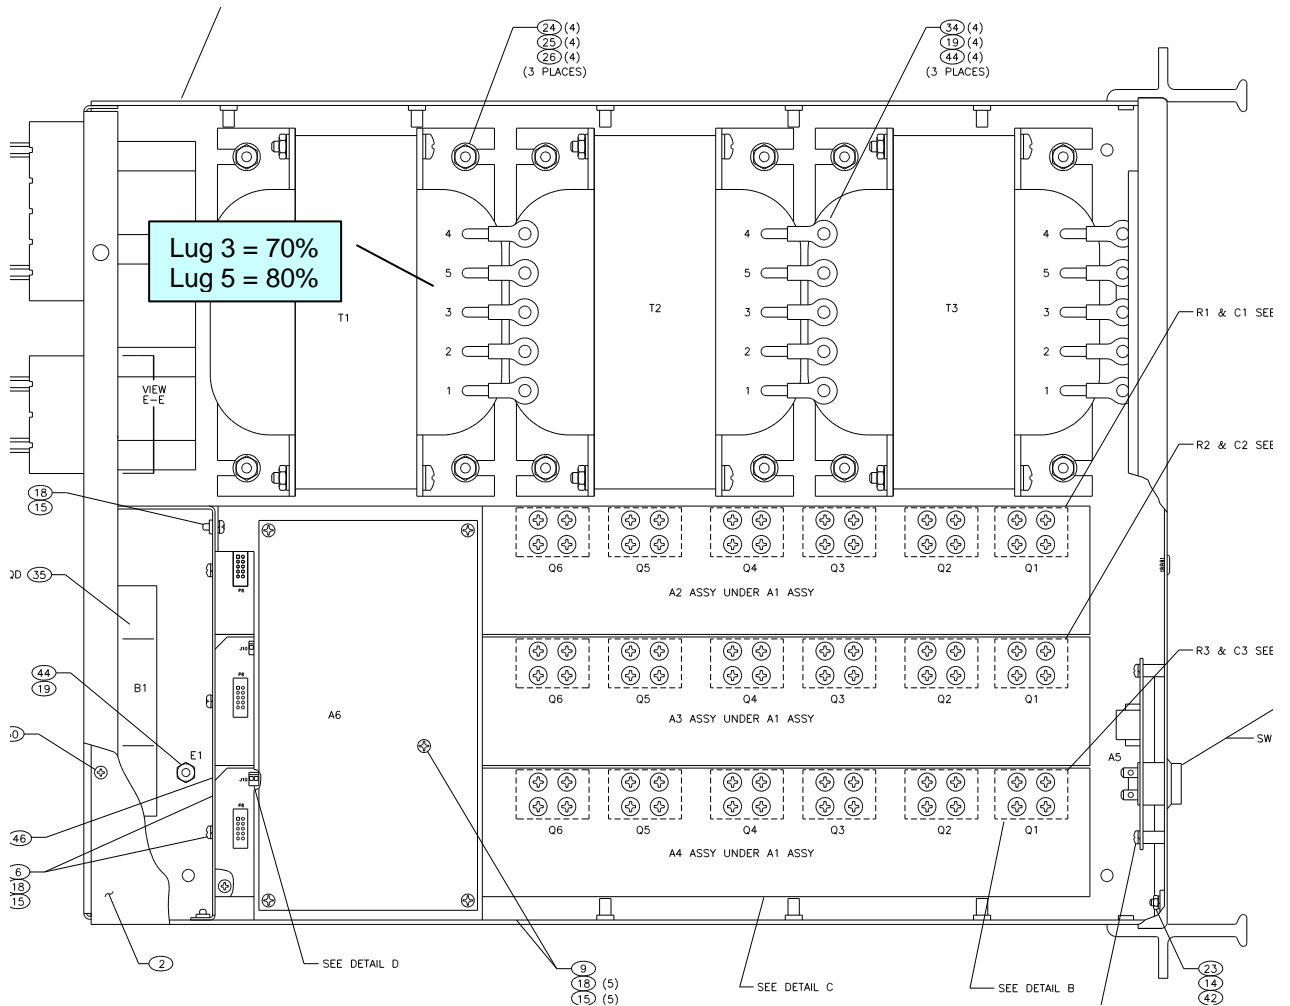 24 (4)
25 (4)
26 (4)
(3 PLACES)
34 (4)
19 (4)
44 (4)
(3 PLACES)
Lug 3 = 70%
Lug 5 = 80%
4
5
3
2
1
4
5
3
2
1
4
5
3
2
1
T1
T2
T3
R1 & C1 SEE
VIEW
E-E
R2 & C2 SEE
18
15
Q6 Q5 Q4 Q3 Q2 Q1
A2 ASSY UNDER A1 ASSY
35
P8
J10
P8
44
19
B1
A6
E1
Q6 Q5 Q4 Q3 Q2 Q1
A3 ASSY UNDER A1 ASSY
R3 & C3 SEE
SW
A5
J10
P8
46
6
18
15
Q6 Q5 Q4 Q3 Q2 Q1
A4 ASSY UNDER A1 ASSY
2
SEE DETAIL D
9
18 (5)
15 (5)
SEE DETAIL C
SEE DETAIL B
23
14
42